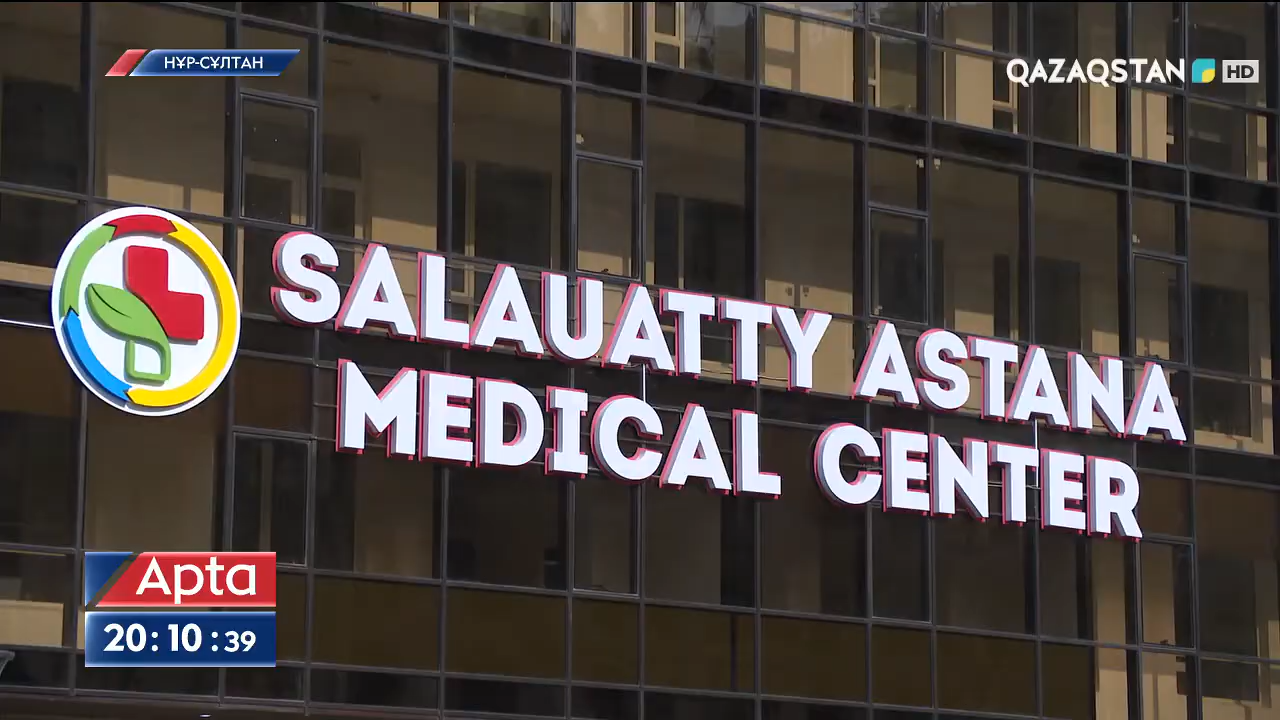 НҰР-СҰЛТАН
QAZAQSTAN HD
SALAUATTY ASTANA
MEDICAL CENTER
Apta
20:10:39